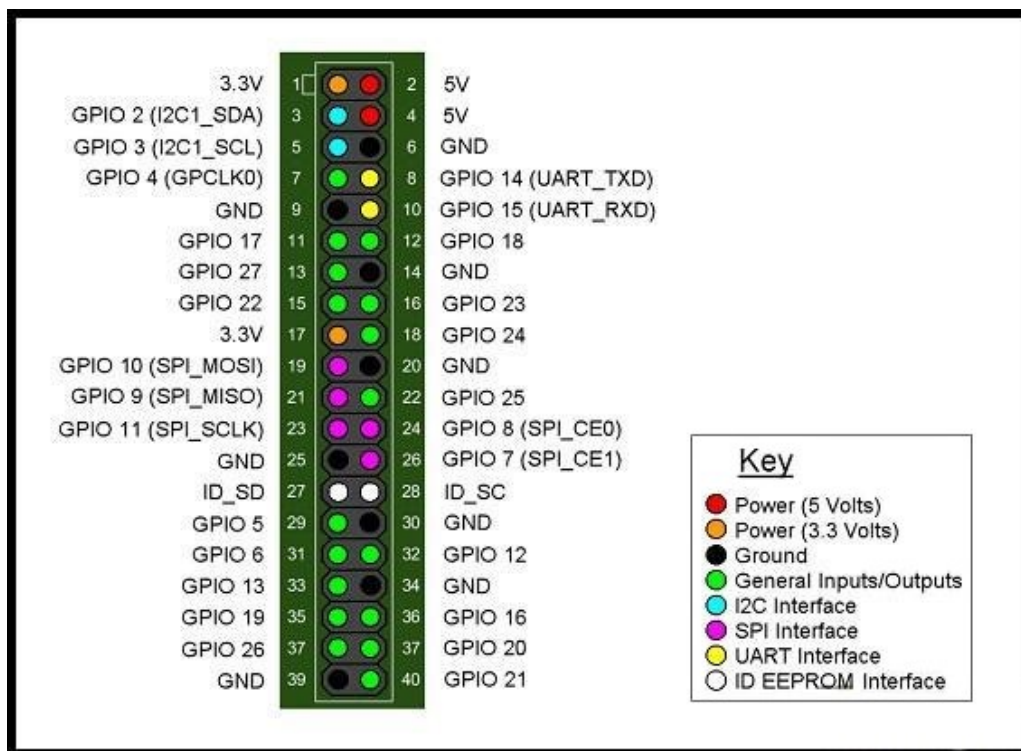 3.3V 1 2 5V
GPIO 2 (I2C1_SDA) 3 4 5V
GPIO 3 (I2C1_SCL) 5 6 GND
GPIO 4 (GPCLK0) 7 8 GPIO 14 (UART_TXD)
GND 9 10 GPIO 15 (UART_RXD)
GPIO 17 11 12 GPIO 18
GPIO 27 13 14 GND
GPIO 22 15 16 GPIO 23
3.3V 17 18 GPIO 24
GPIO 10 (SPI_MOSI) 19 20 GND
GPIO 9 (SPI_MISO) 21 22 GPIO 25
GPIO 11 (SPI_SCLK) 23 24 GPIO 8 (SPI_CE0)
GND 25 26 GPIO 7 (SPI_CE1)
ID_SD 27 28 ID_SC
GPIO 5 29 30 GND
GPIO 6 31 32 GPIO 12
GPIO 13 33 34 GND
GPIO 19 35 36 GPIO 16
GPIO 26 37 37 GPIO 20
GND 39 40 GPIO 21
Key
Power (5 Volts)
Power (3.3 Volts)
Ground
General Inputs/Outputs
I2C Interface
SPI Interface
UART Interface
ID EEPROM Interface